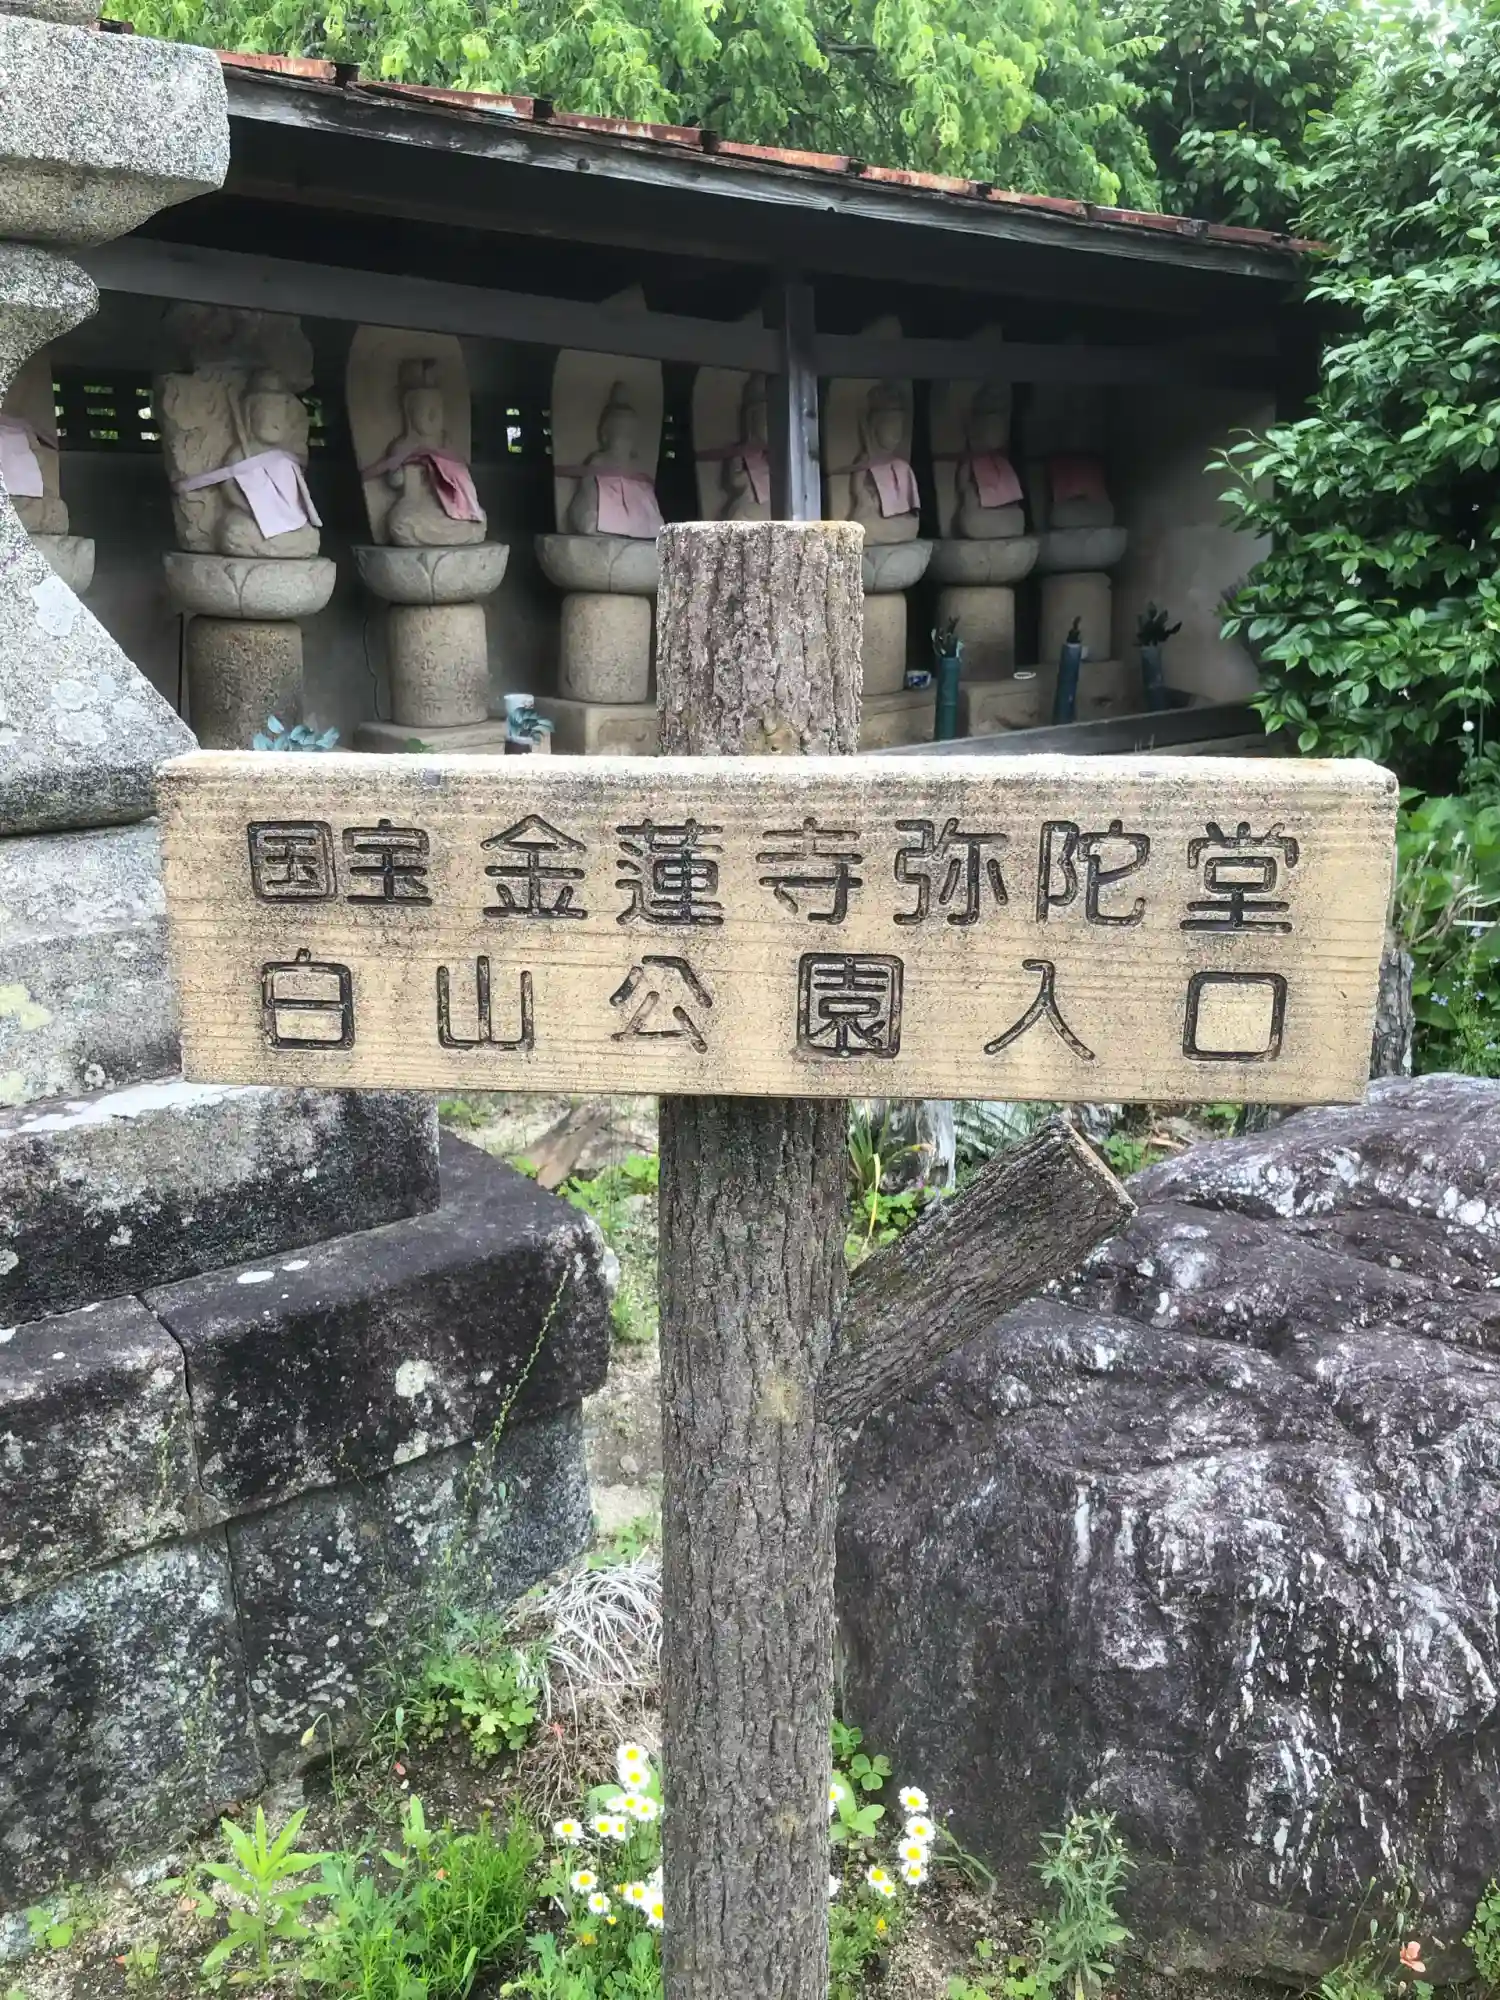 国宝 金蓮寺弥陀堂
白山公園入口